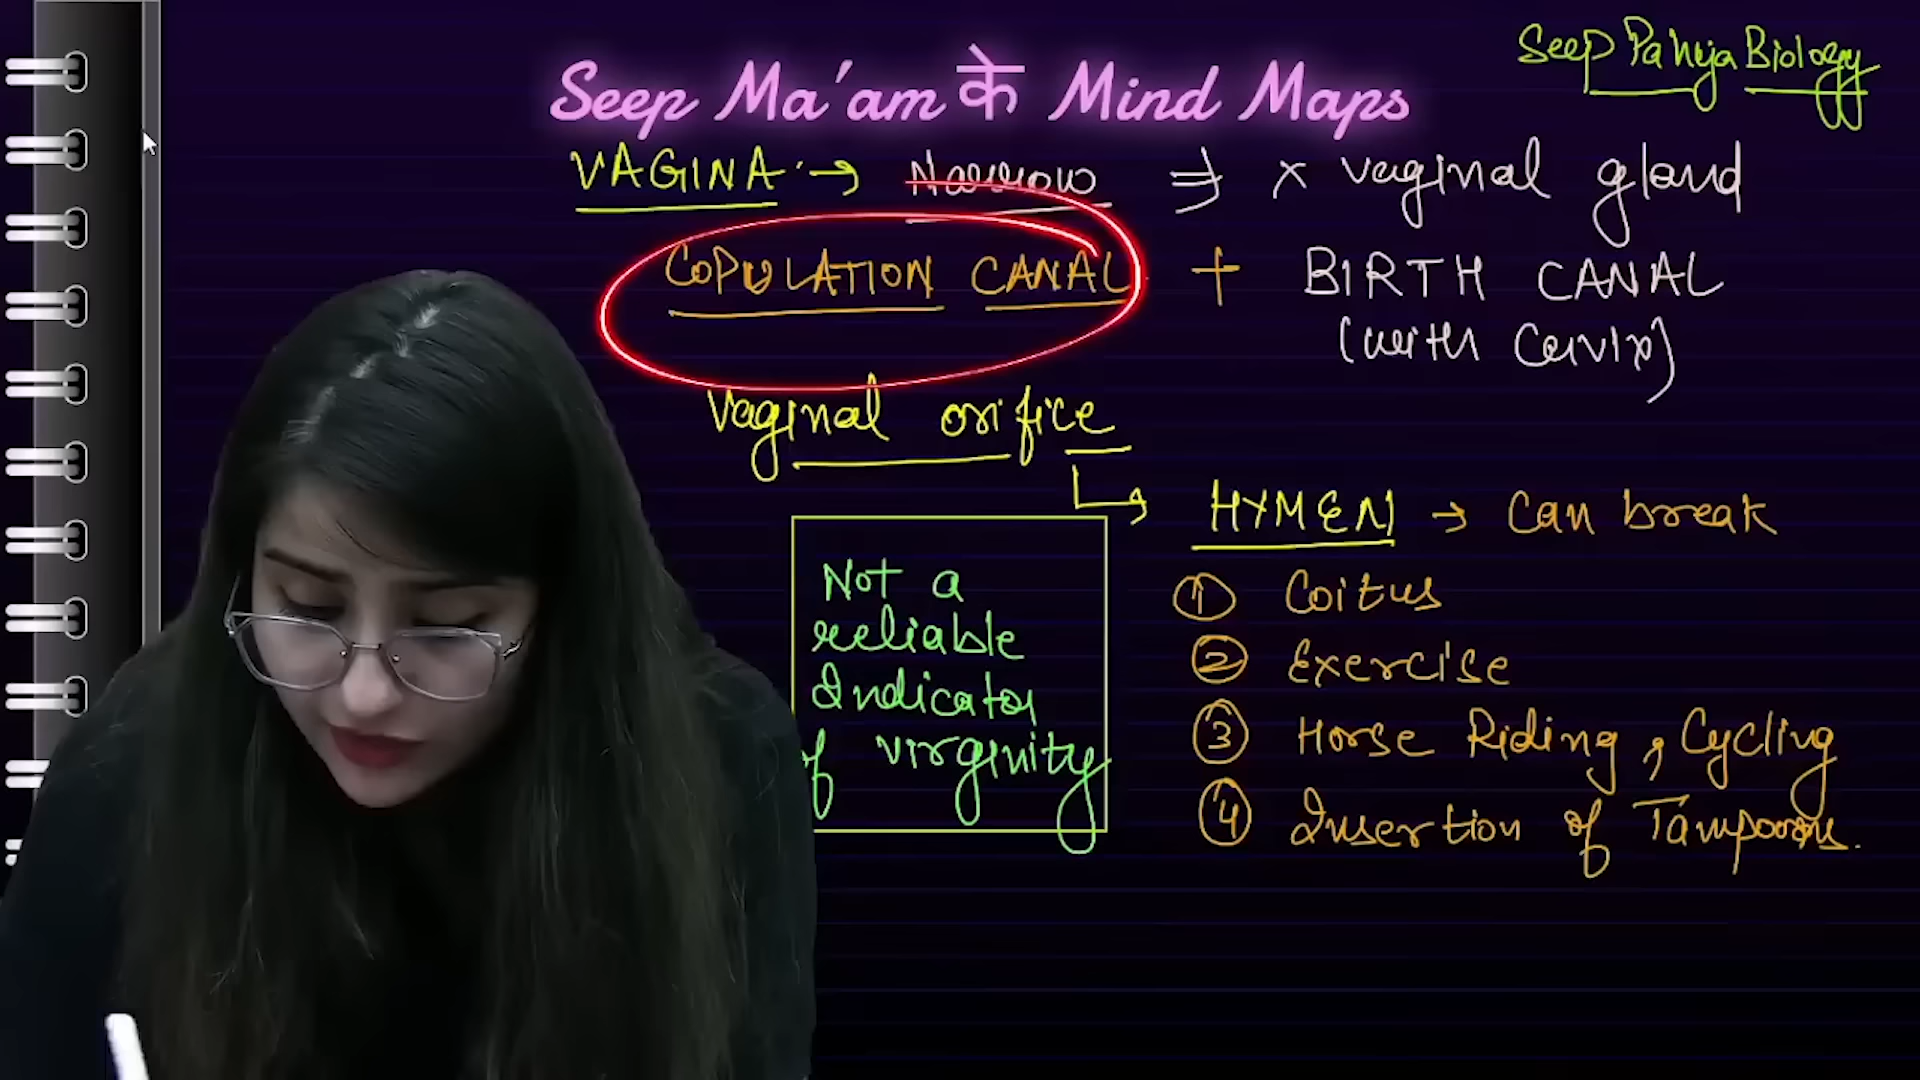 Seep Pahuja Biology
Seep Ma'am के Mind Maps
VAGINA → Narrow ⇒ x vaginal gland
COPULATION CANAL + BIRTH CANAL
(with Cervix)
Vaginal orifice
HYMEN → Can break
Not a
reliable
Indicator
of virginity
① Coitus
② Exercise
③ Horse Riding, Cycling
④ Insertion of Tampons.